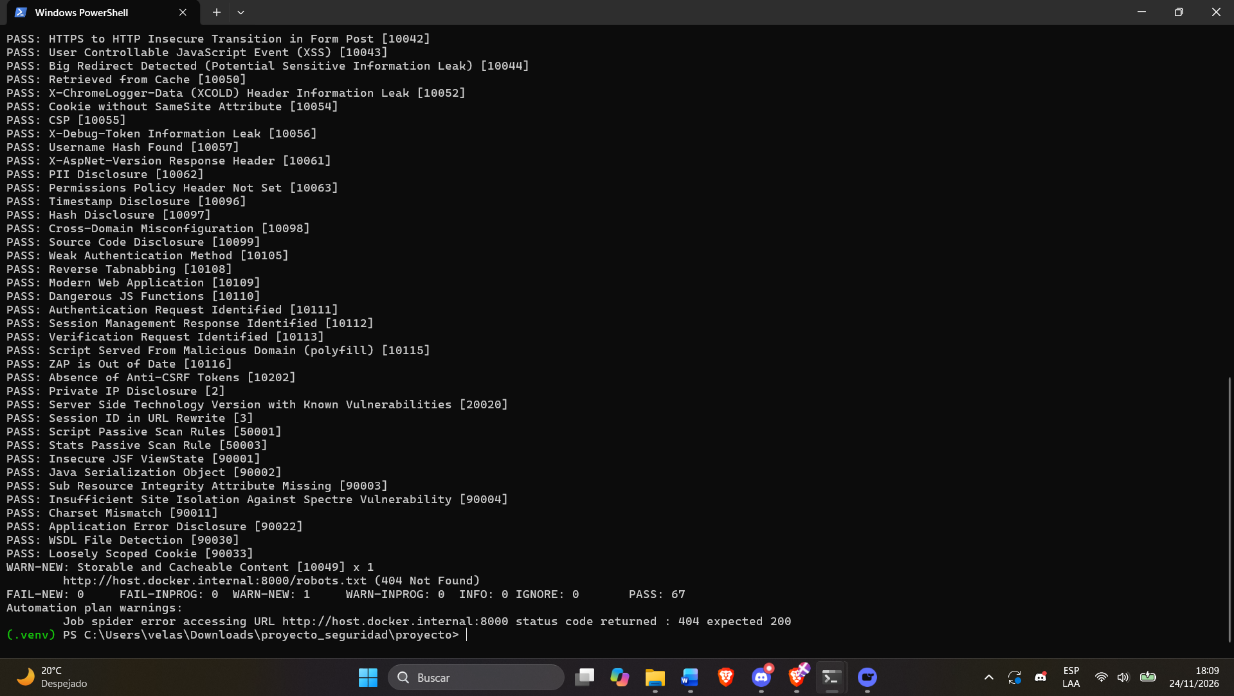 Windows PowerShell
PASS: HTTPS to HTTP Insecure Transition in Form Post [10042]
PASS: User Controllable JavaScript Event (XSS) [10043]
PASS: Big Redirect Detected (Potential Sensitive Information Leak) [10044]
PASS: Retrieved from Cache [10050]
PASS: X-ChromeLogger-Data (XCOLD) Header Information Leak [10052]
PASS: Cookie without SameSite Attribute [10054]
PASS: CSP [10055]
PASS: X-Debug-Token Information Leak [10056]
PASS: Username Hash Found [10057]
PASS: X-AspNet-Version Response Header [10061]
PASS: PII Disclosure [10062]
PASS: Permissions Policy Header Not Set [10063]
PASS: Timestamp Disclosure [10096]
PASS: Hash Disclosure [10097]
PASS: Cross-Domain Misconfiguration [10098]
PASS: Source Code Disclosure [10099]
PASS: Weak Authentication Method [10105]
PASS: Reverse Tabnabbing [10108]
PASS: Modern Web Application [10109]
PASS: Dangerous JS Functions [10110]
PASS: Authentication Request Identified [10111]
PASS: Session Management Response Identified [10112]
PASS: Verification Request Identified [10113]
PASS: Script Served From Malicious Domain (polyfill) [10115]
PASS: ZAP is Out of Date [10116]
PASS: Absence of Anti-CSRF Tokens [10202]
PASS: Private IP Disclosure [2]
PASS: Server Side Technology Version with Known Vulnerabilities [20020]
PASS: Session ID in URL Rewrite [3]
PASS: Script Passive Scan Rules [50001]
PASS: Stats Passive Scan Rule [50003]
PASS: Insecure JSF ViewState [90001]
PASS: Java Serialization Object [90002]
PASS: Sub Resource Integrity Attribute Missing [90003]
PASS: Insufficient Site Isolation Against Spectre Vulnerability [90004]
PASS: Charset Mismatch [90011]
PASS: Application Error Disclosure [90022]
PASS: WSDL File Detection [90030]
PASS: Loosely Scoped Cookie [90033]
WARN-NEW: Storable and Cacheable Content [10049] x 1
http://host.docker.internal:8000/robots.txt (404 Not Found)
FAIL-NEW: 0 FAIL-INPROG: 0 WARN-NEW: 1 WARN-INPROG: 0 INFO: 0 IGNORE: 0 PASS: 67
Automation plan warnings:
Job spider error accessing URL http://host.docker.internal:8000 status code returned : 404 expected 200
(.venv) PS C:\Users\velas\Downloads\proyecto_seguridad\proyecto>
20°C
Despejado
Buscar
ESP
LAA
18:09
24/11/2026